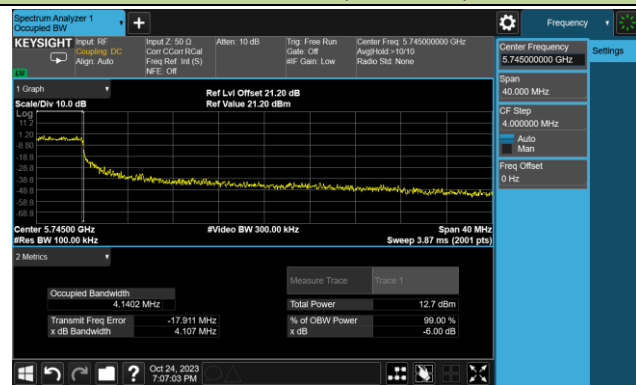 Spectrum Analyzer 1
Occupied BW
Frequency
KEYSIGHT
Input: RF
Coupling: DC
Align: Auto
Input Z: 50 Ω
Corr CCorr RCal
Freq Ref: Int (S)
NFE: Off
Atten: 10 dB
Trig: Free Run
Gate: Off
#IF Gain: Low
Center Freq: 5.745000000 GHz
Avg|Hold:>10/10
Radio Std: None
Center Frequency
5.745000000 GHz
Settings
Span
40.000 MHz
CF Step
4.000000 MHz
Auto
Man
Freq Offset
0 Hz
1 Graph
Scale/Div 10.0 dB
Ref Lvl Offset 21.20 dB
Ref Value 21.20 dBm
Log
11.2
1.20
-8.80
-18.8
-28.8
-38.8
-48.8
-58.8
-68.8
Center 5.74500 GHz
#Res BW 100.00 kHz
#Video BW 300.00 kHz
Span 40 MHz
Sweep 3.87 ms (2001 pts)
2 Metrics
Measure Trace
Trace 1
Occupied Bandwidth
4.1402 MHz
Total Power
12.7 dBm
Transmit Freq Error
-17.911 MHz
% of OBW Power
99.00 %
x dB Bandwidth
4.107 MHz
x dB
-6.00 dB
?
Oct 24, 2023
7:07:03 PM